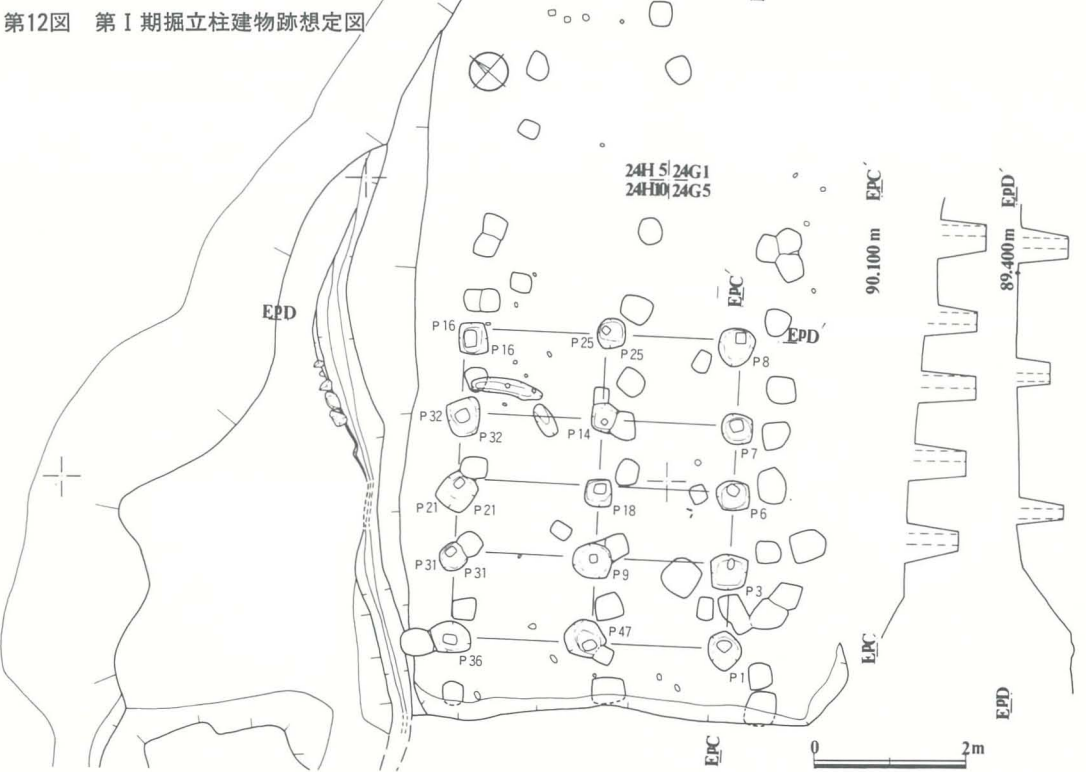 第12図 第Ⅰ期掘立柱建物跡想定図
24H 5 24G1
24H10 24G5
EPC´
90.100 m
EPD´
89.400m
EPC´
EPD
EPD´
P16
P16
P25
P25
P8
P32
P32
P14
P7
P21
P21
P18
P6
P31
P31
P9
P3
P36
P47
P1
EPC
EPD
EPC
0 2m